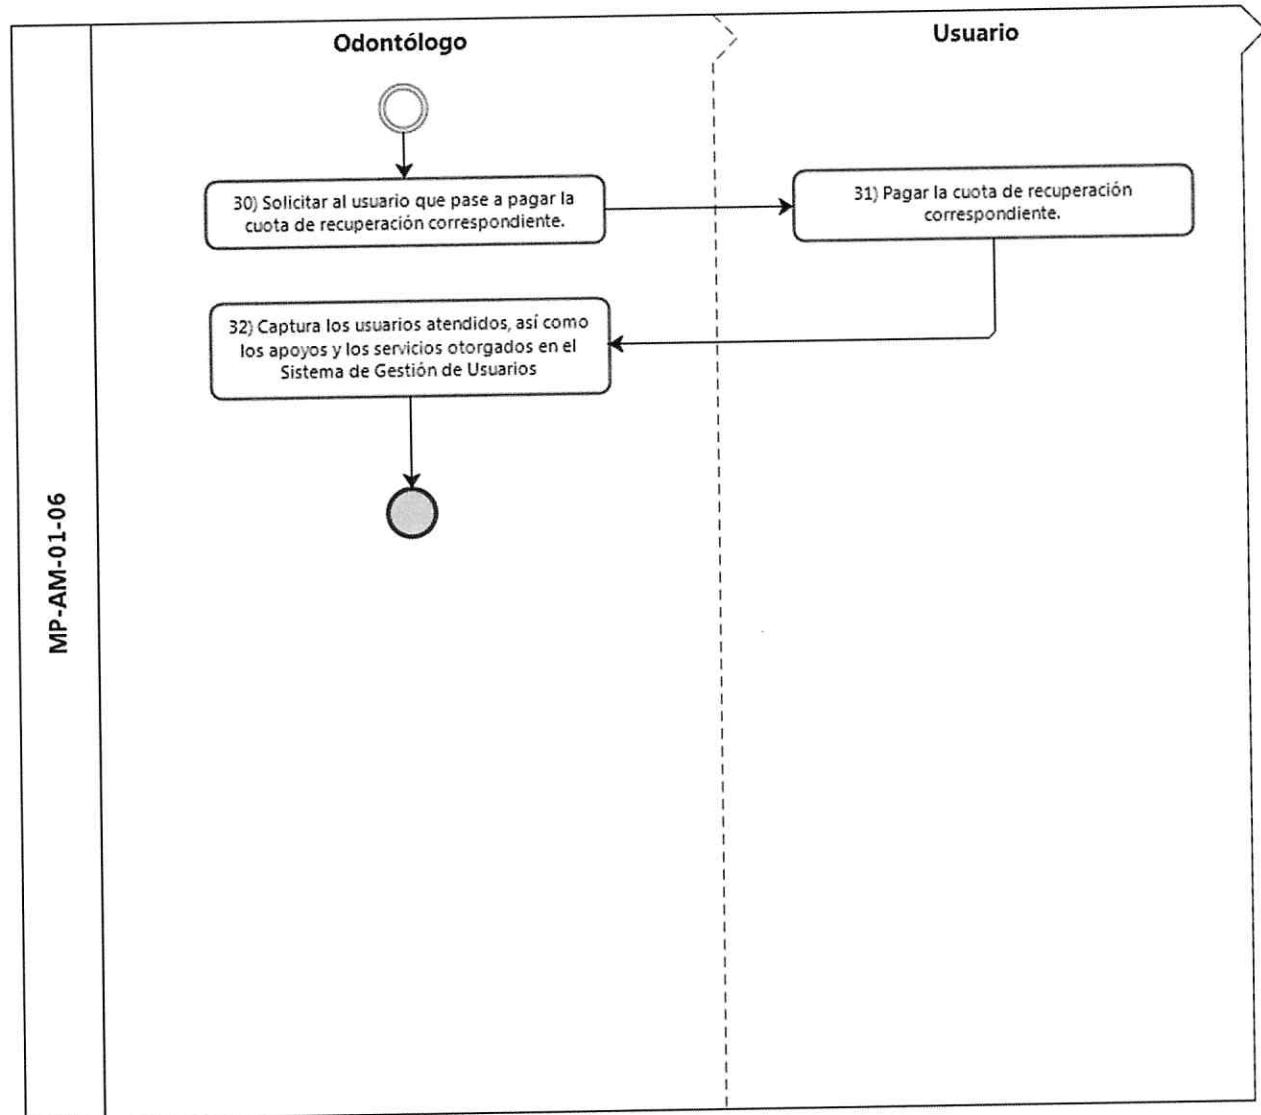 Odontólogo
Usuario
30) Solicitar al usuario que pase a pagar la
cuota de recuperación correspondiente.
31) Pagar la cuota de recuperación
correspondiente.
32) Captura los usuarios atendidos, así como
los apoyos y los servicios otorgados en el
Sistema de Gestión de Usuarios
MP-AM-01-06